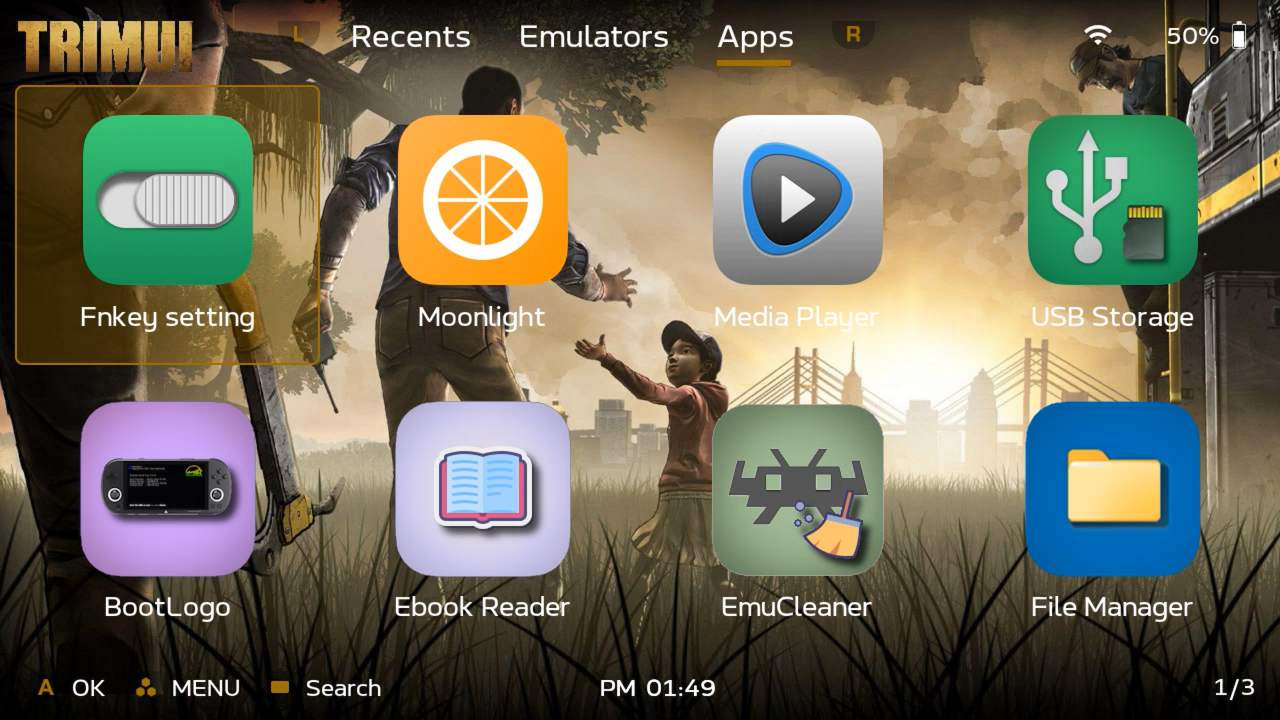 TRIMUI
L Recents Emulators Apps R 50%
Fnkey setting Moonlight Media Player USB Storage
BootLogo Ebook Reader EmuCleaner File Manager
A OK MENU Search PM 01:49 1/3